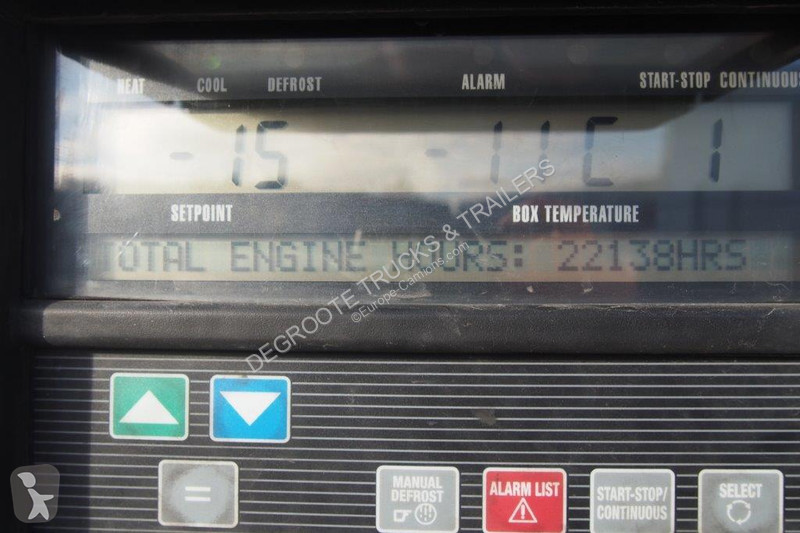 HEAT COOL DEFROST ALARM START-STOP CONTINUOUS
-15 -11C 1
SETPOINT BOX TEMPERATURE
TOTAL ENGINE HOURS: 22138HRS
DEGROOTE TRUCKS & TRAILERS
©Europe-Camions.com
=
MANUAL DEFROST
ALARM LIST
START-STOP/ CONTINUOUS
SELECT